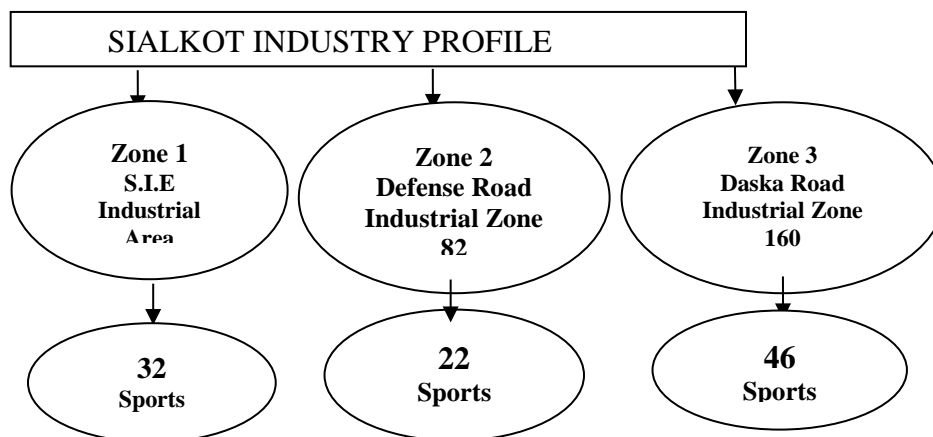 SIALKOT INDUSTRY PROFILE
Zone 1
S.I.E
Industrial
Area
Zone 2
Defense Road
Industrial Zone
82
Zone 3
Daska Road
Industrial Zone
160
32
Sports
22
Sports
46
Sports